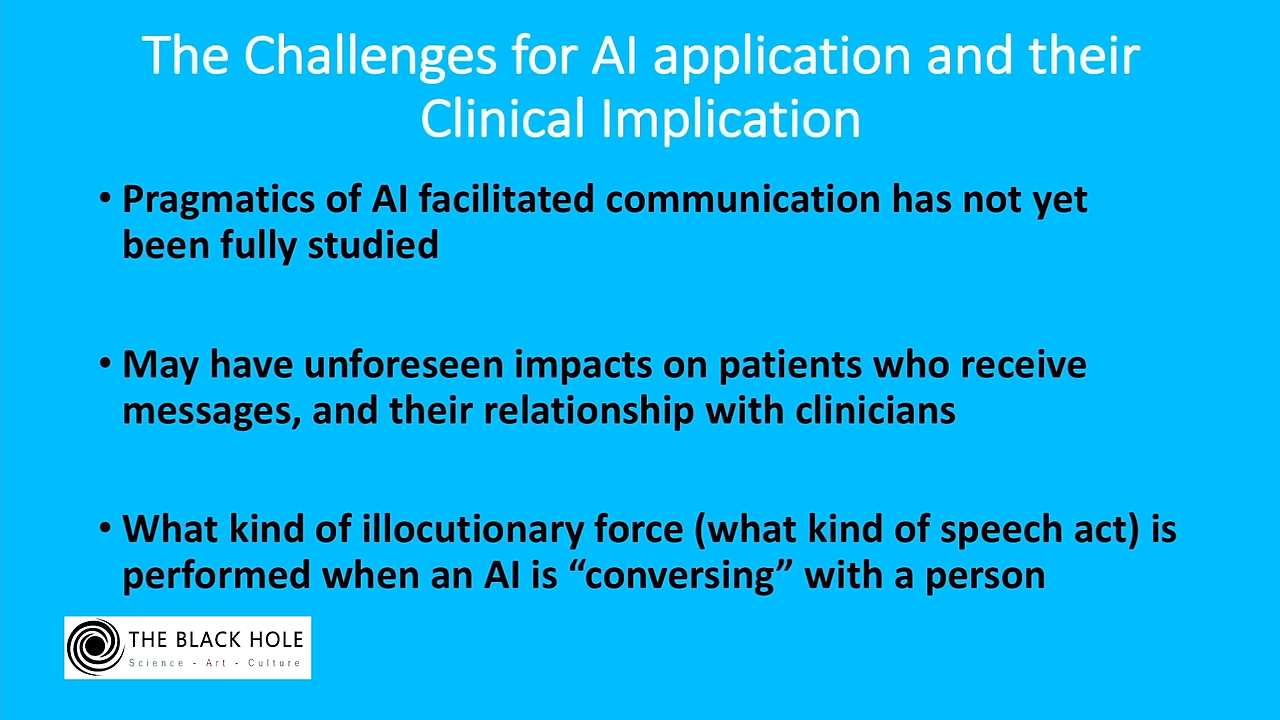 The Challenges for AI application and their
Clinical Implication
• Pragmatics of AI facilitated communication has not yet
been fully studied
• May have unforeseen impacts on patients who receive
messages, and their relationship with clinicians
• What kind of illocutionary force (what kind of speech act) is
performed when an AI is “conversing” with a person
THE BLACK HOLE
Science - Art - Culture